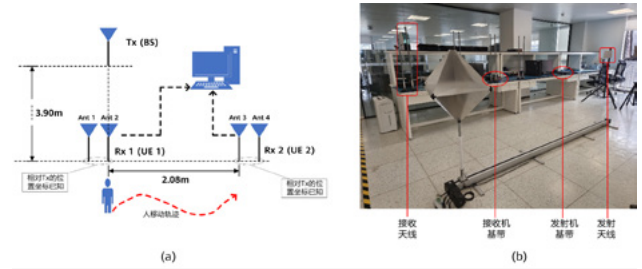 Tx (BS)
3.90m
Ant 1
Ant 2
Ant 3
Ant 4
Rx 1 (UE 1)
Rx 2 (UE 2)
相对Tx的位
置坐标已知
2.08m
相对Tx的位
置坐标已知
人移动轨迹
(a)
接收
天线
接收机
基带
发射机
基带
发射
天线
(b)